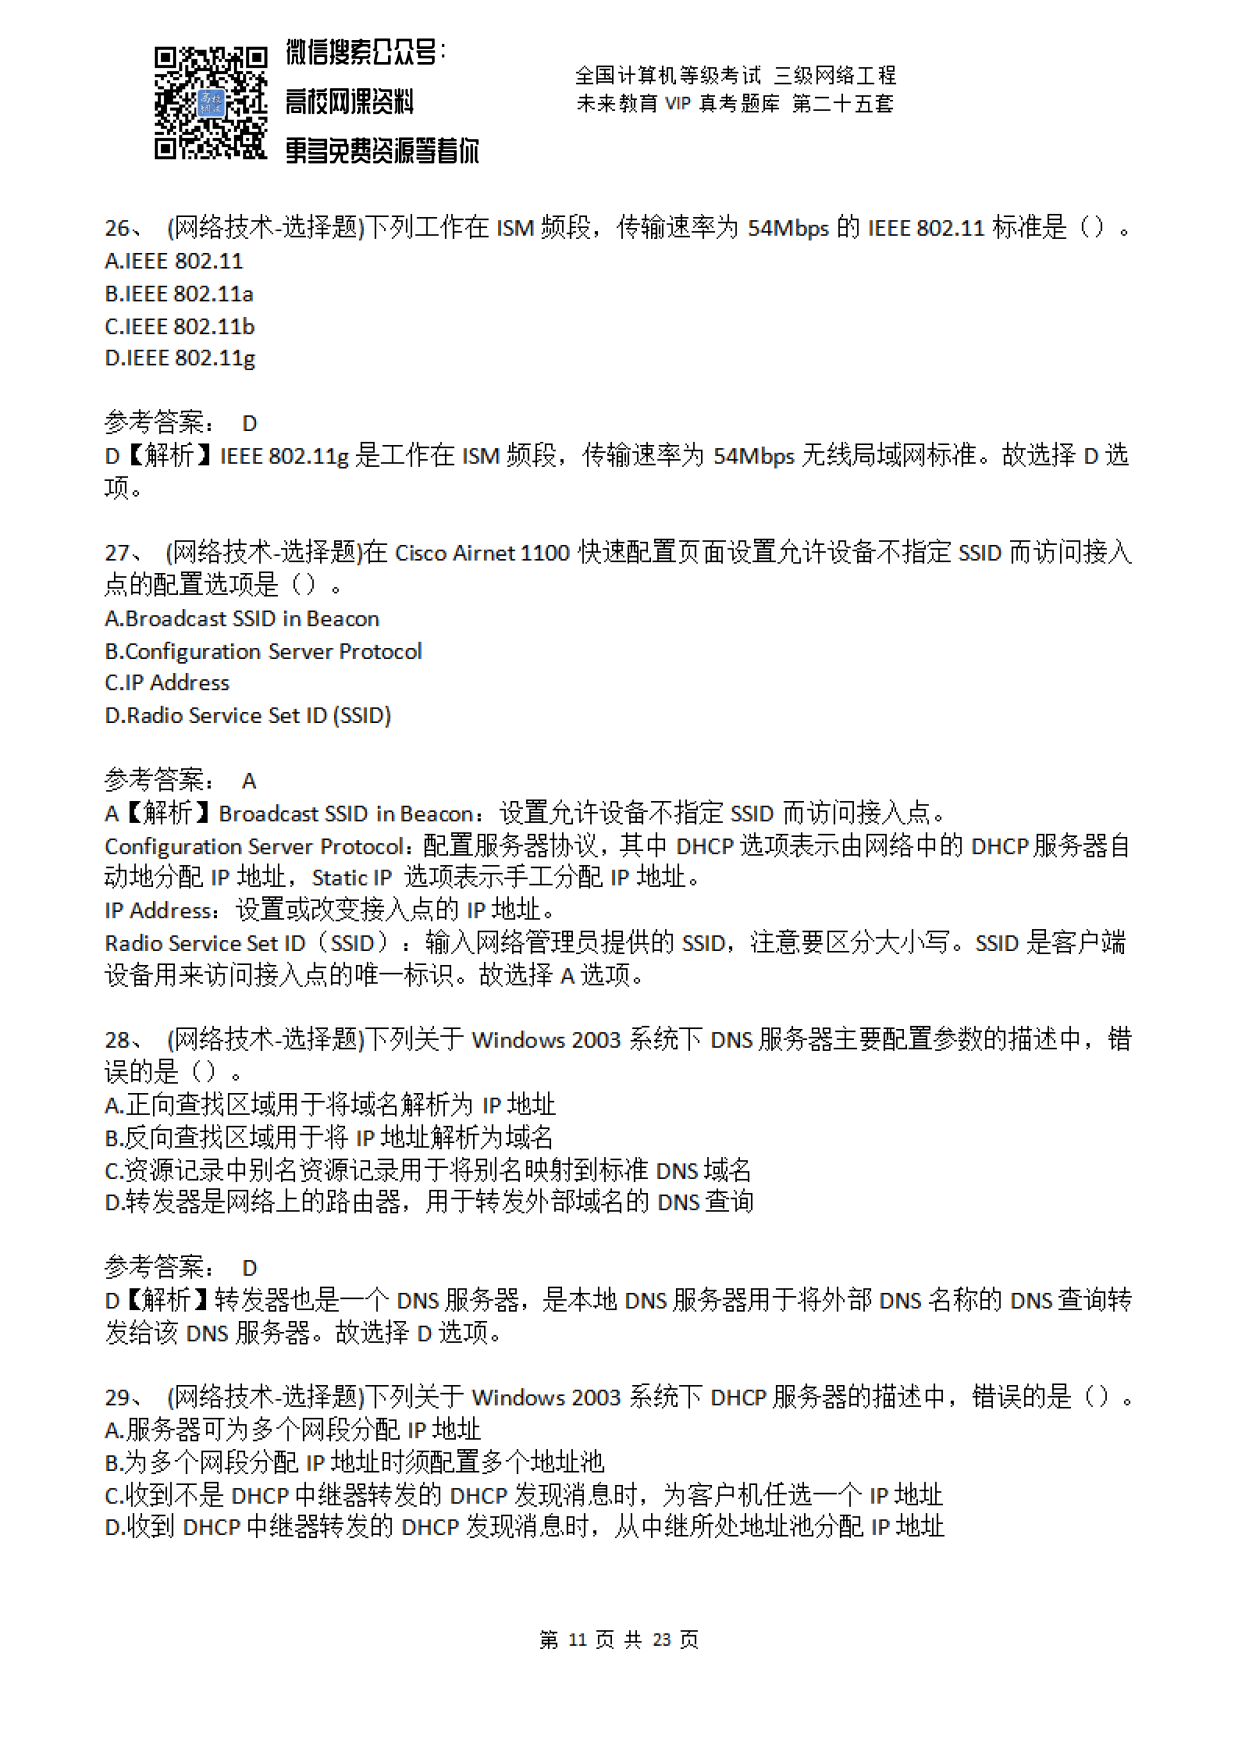 微信搜索公众号：
高校网课资料
更多免费资源等着你
全国计算机等级考试 三级网络工程
未来教育 VIP 真考题库 第二十五套
26、 (网络技术-选择题)下列工作在 ISM 频段，传输速率为 54Mbps 的 IEEE 802.11 标准是（）。
A.IEEE 802.11
B.IEEE 802.11a
C.IEEE 802.11b
D.IEEE 802.11g
参考答案： D
D【解析】IEEE 802.11g 是工作在 ISM 频段，传输速率为 54Mbps 无线局域网标准。故选择 D 选
项。
27、 (网络技术-选择题)在 Cisco Airnet 1100 快速配置页面设置允许设备不指定 SSID 而访问接入
点的配置选项是（）。
A.Broadcast SSID in Beacon
B.Configuration Server Protocol
C.IP Address
D.Radio Service Set ID (SSID)
参考答案： A
A【解析】Broadcast SSID in Beacon：设置允许设备不指定 SSID 而访问接入点。
Configuration Server Protocol：配置服务器协议，其中 DHCP 选项表示由网络中的 DHCP 服务器自
动地分配 IP 地址，Static IP 选项表示手工分配 IP 地址。
IP Address：设置或改变接入点的 IP 地址。
Radio Service Set ID（SSID）：输入网络管理员提供的 SSID，注意要区分大小写。SSID 是客户端
设备用来访问接入点的唯一标识。故选择 A 选项。
28、 (网络技术-选择题)下列关于 Windows 2003 系统下 DNS 服务器主要配置参数的描述中，错
误的是（）。
A.正向查找区域用于将域名解析为 IP 地址
B.反向查找区域用于将 IP 地址解析为域名
C.资源记录中别名资源记录用于将别名映射到标准 DNS 域名
D.转发器是网络上的路由器，用于转发外部域名的 DNS 查询
参考答案： D
D【解析】转发器也是一个 DNS 服务器，是本地 DNS 服务器用于将外部 DNS 名称的 DNS 查询转
发给该 DNS 服务器。故选择 D 选项。
29、 (网络技术-选择题)下列关于 Windows 2003 系统下 DHCP 服务器的描述中，错误的是（）。
A.服务器可为多个网段分配 IP 地址
B.为多个网段分配 IP 地址时须配置多个地址池
C.收到不是 DHCP 中继器转发的 DHCP 发现消息时，为客户机任选一个 IP 地址
D.收到 DHCP 中继器转发的 DHCP 发现消息时，从中继所处地址池分配 IP 地址
第 11 页 共 23 页